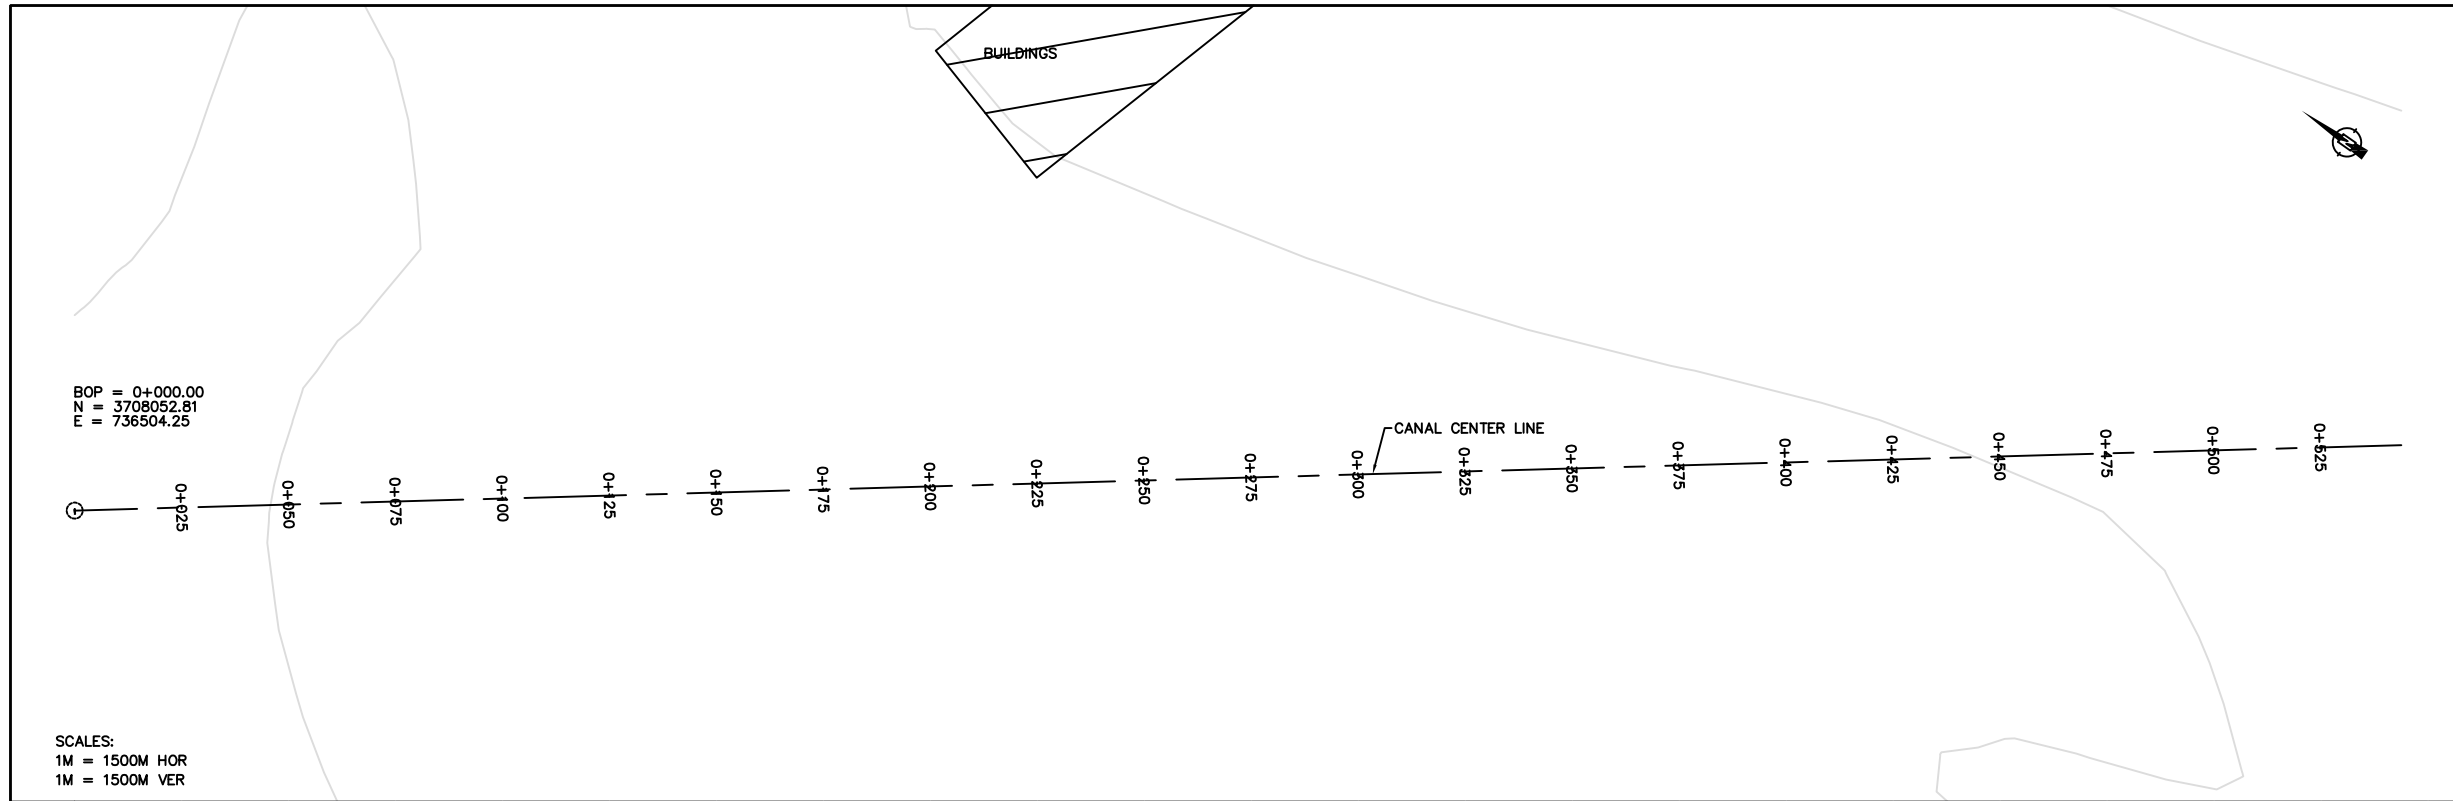 BUILDINGS
BOP = 0+000.00
N = 3708052.81
E = 736504.25
CANAL CENTER LINE
0+025
0+050
0+075
0+100
0+125
0+150
0+175
0+200
0+225
0+250
0+275
0+300
0+325
0+350
0+375
0+400
0+425
0+450
0+475
0+500
0+525
SCALES:
1M = 1500M HOR
1M = 1500M VER